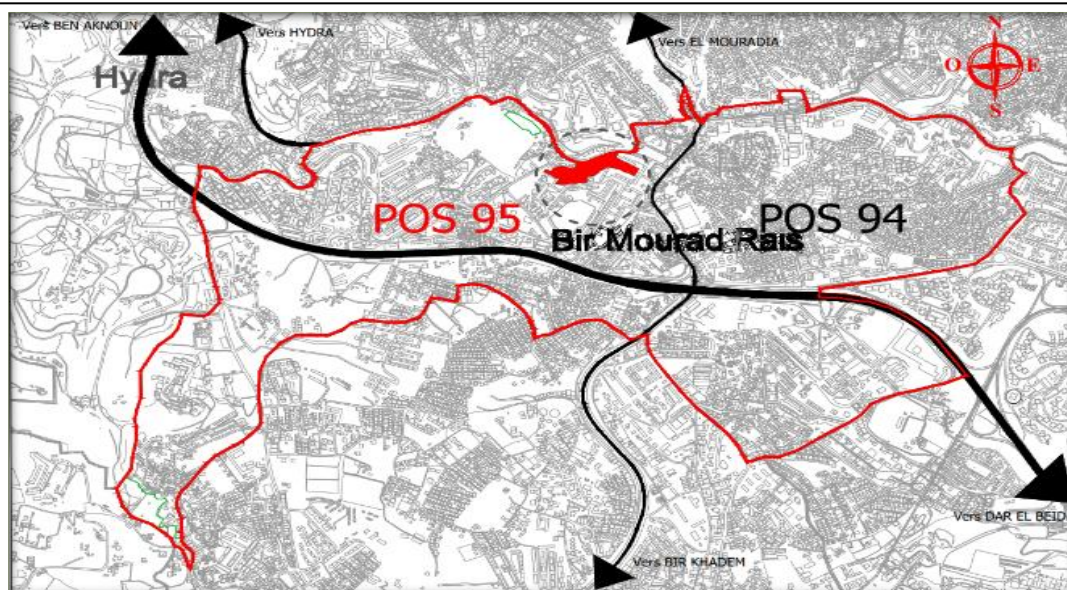 Vers BEN AKNOUN
Vers HYDRA
Vers EL MOURADIA
N
O
E
S
Hydra
POS 95
POS 94
Bir Mourad Rais
Vers DAR EL BEID
Vers BIR KHADEM